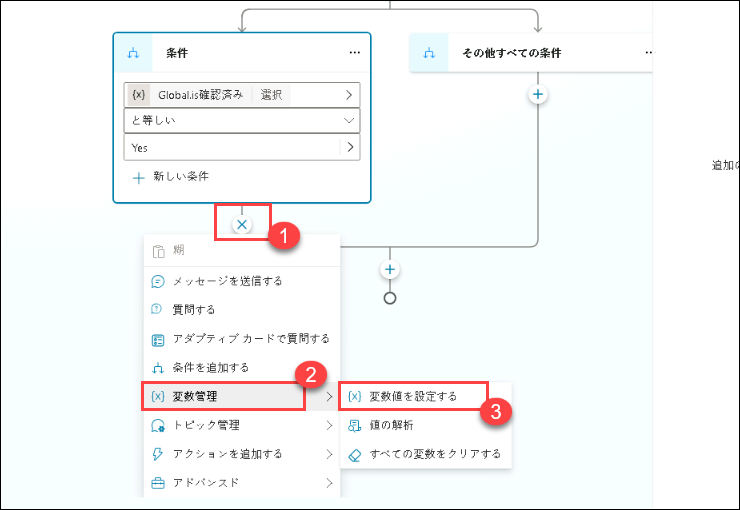 条件
その他すべての条件
{x} Global.is確認済み 選択
と等しい
Yes
新しい条件
追加の
1
糊
メッセージを送信する
質問する
アダプティブ カードで質問する
条件を追加する
2
{x} 変数管理
{x} 変数値を設定する
3
トピック管理
値の解析
アクションを追加する
すべての変数をクリアする
アドバンスド